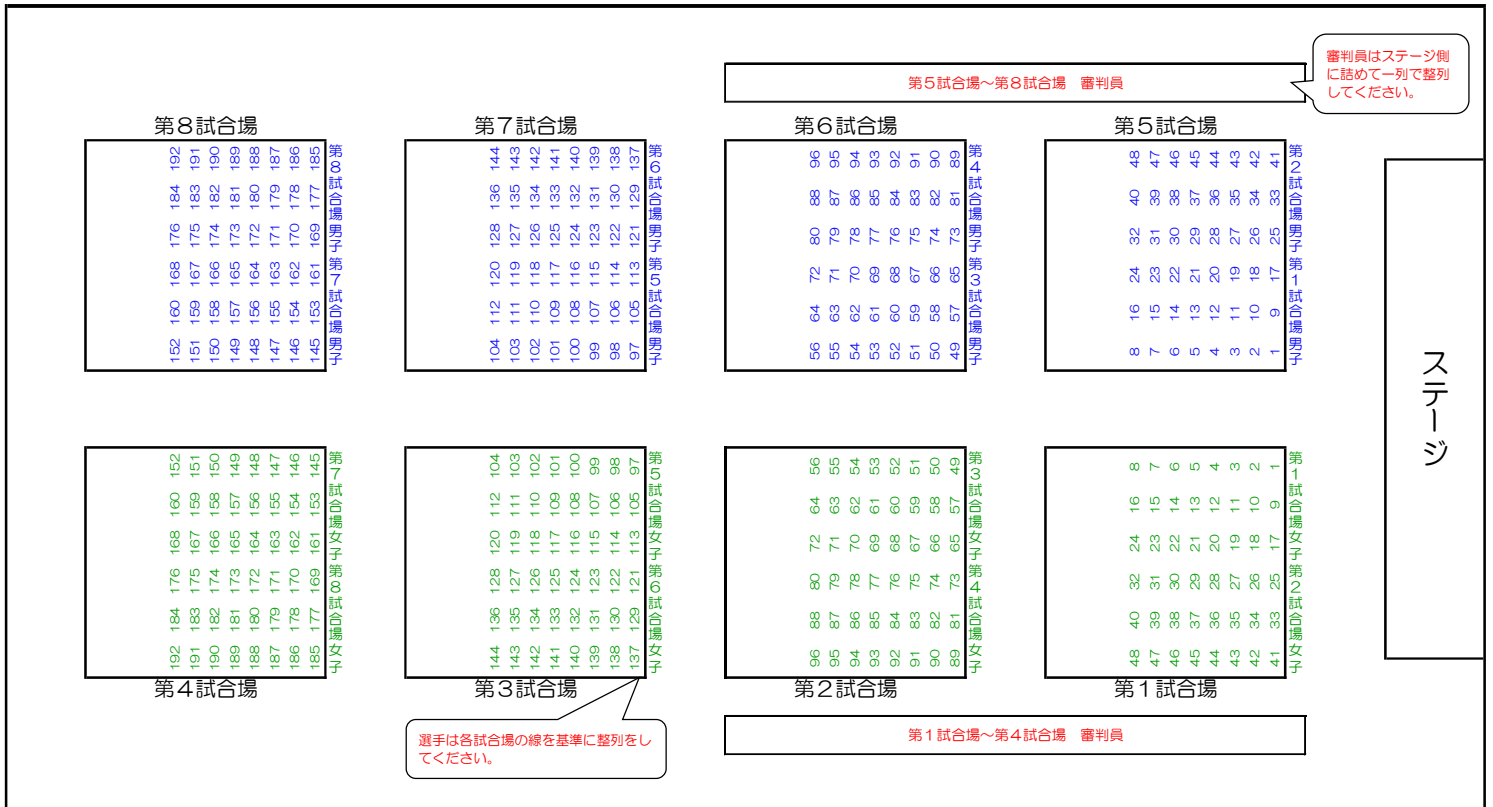 審判員はステージ側
に詰めて一列で整列
してください。
第5試合場～第8試合場　審判員
第8試合場
192 191 190 189 188 187 186 185
184 183 182 181 180 179 178 177
176 175 174 173 172 171 170 169
168 167 166 165 164 163 162 161
160 159 158 157 156 155 154 153
152 151 150 149 148 147 146 145
第8試合場男子
第7試合場男子
第7試合場
144 143 142 141 140 139 138 137
136 135 134 133 132 131 130 129
128 127 126 125 124 123 122 121
120 119 118 117 116 115 114 113
112 111 110 109 108 107 106 105
104 103 102 101 100 99 98 97
第6試合場男子
第5試合場男子
第6試合場
96 95 94 93 92 91 90 89
88 87 86 85 84 83 82 81
80 79 78 77 76 75 74 73
72 71 70 69 68 67 66 65
64 63 62 61 60 59 58 57
56 55 54 53 52 51 50 49
第4試合場男子
第3試合場男子
第5試合場
48 47 46 45 44 43 42 41
40 39 38 37 36 35 34 33
32 31 30 29 28 27 26 25
24 23 22 21 20 19 18 17
16 15 14 13 12 11 10 9
8 7 6 5 4 3 2 1
第2試合場男子
第1試合場男子
ステージ
152 151 150 149 148 147 146 145
160 159 158 157 156 155 154 153
168 167 166 165 164 163 162 161
176 175 174 173 172 171 170 169
184 183 182 181 180 179 178 177
192 191 190 189 188 187 186 185
第7試合場女子
第8試合場女子
第4試合場
104 103 102 101 100 99 98 97
112 111 110 109 108 107 106 105
120 119 118 117 116 115 114 113
128 127 126 125 124 123 122 121
136 135 134 133 132 131 130 129
144 143 142 141 140 139 138 137
第5試合場女子
第6試合場女子
第3試合場
56 55 54 53 52 51 50 49
64 63 62 61 60 59 58 57
72 71 70 69 68 67 66 65
80 79 78 77 76 75 74 73
88 87 86 85 84 83 82 81
96 95 94 93 92 91 90 89
第3試合場女子
第4試合場女子
第2試合場
8 7 6 5 4 3 2 1
16 15 14 13 12 11 10 9
24 23 22 21 20 19 18 17
32 31 30 29 28 27 26 25
40 39 38 37 36 35 34 33
48 47 46 45 44 43 42 41
第1試合場女子
第2試合場女子
第1試合場
選手は各試合場の線を基準に整列をし
てください。
第1試合場～第4試合場　審判員